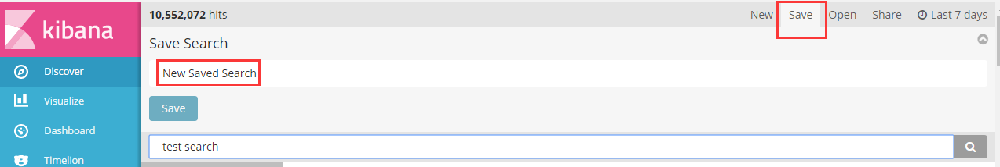 kibana
Discover
Visualize
Dashboard
Timelion
10,552,072 hits
New Save Open Share Last 7 days
Save Search
New Saved Search
Save
test search